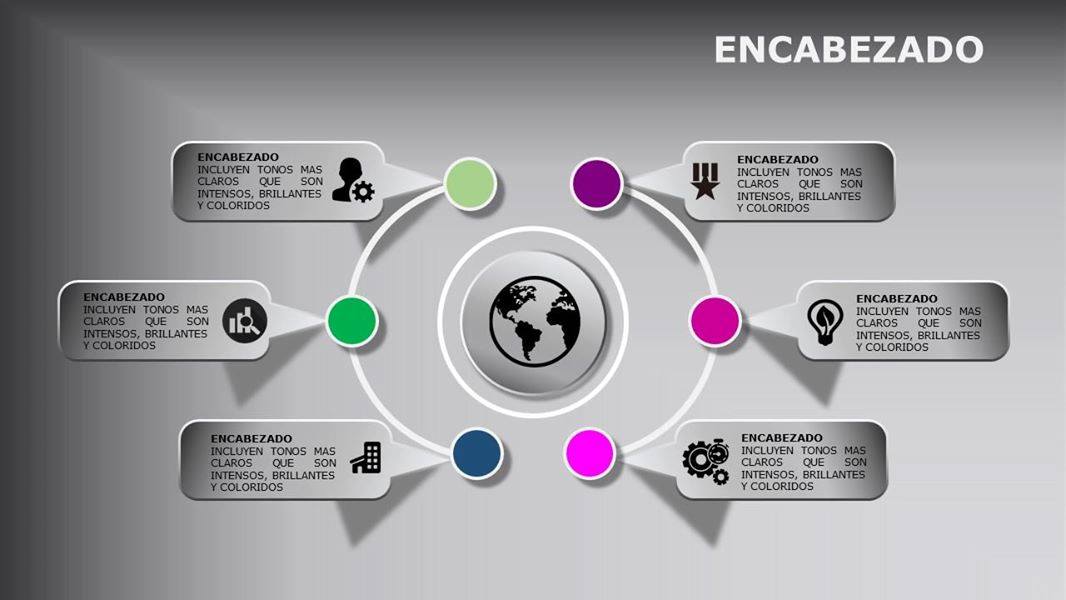 ENCABEZADO
ENCABEZADO
INCLUYEN TONOS MAS
CLAROS QUE SON
INTENSOS, BRILLANTES
Y COLORIDOS
ENCABEZADO
INCLUYEN TONOS MAS
CLAROS QUE SON
INTENSOS, BRILLANTES
Y COLORIDOS
ENCABEZADO
INCLUYEN TONOS MAS
CLAROS QUE SON
INTENSOS, BRILLANTES
Y COLORIDOS
ENCABEZADO
INCLUYEN TONOS MAS
CLAROS QUE SON
INTENSOS, BRILLANTES
Y COLORIDOS
ENCABEZADO
INCLUYEN TONOS MAS
CLAROS QUE SON
INTENSOS, BRILLANTES
Y COLORIDOS
ENCABEZADO
INCLUYEN TONOS MAS
CLAROS QUE SON
INTENSOS, BRILLANTES
Y COLORIDOS